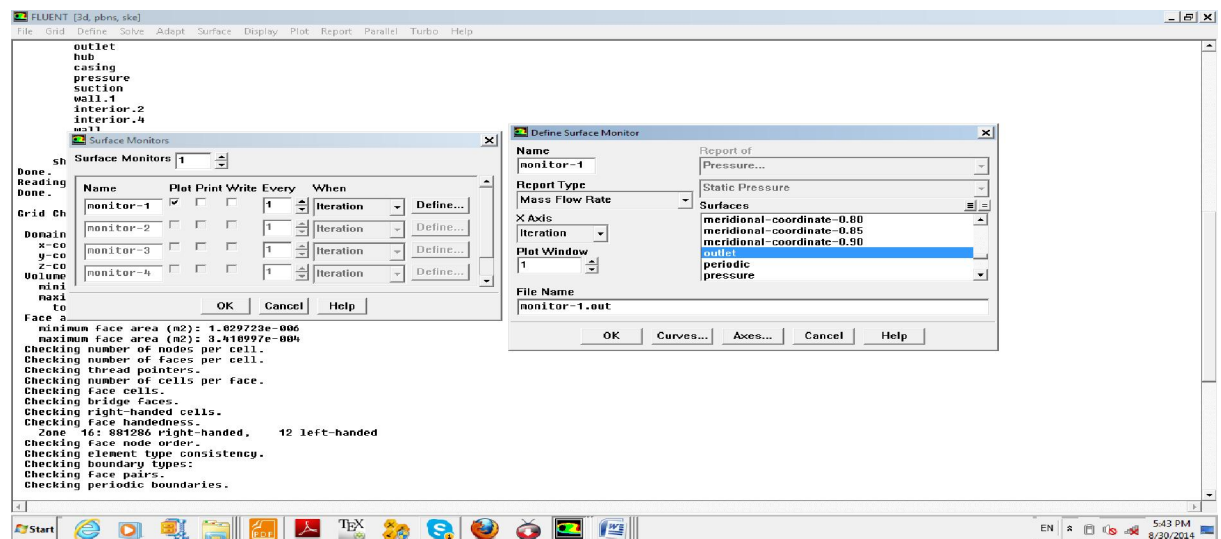 FLUENT [3d, pbns, ske]
File Grid Define Solve Adapt Surface Display Plot Report Parallel Turbo Help
outlet
hub
casing
pressure
suction
wall.1
interior.2
interior.4
wall
sh
Done.
Reading
Done.
Grid Ch
Domain
x-co
y-co
z-co
Volume
mini
maxi
to
Face a
minimum face area (m2): 1.029723e-006
maximum face area (m2): 3.410997e-004
Checking number of nodes per cell.
Checking number of faces per cell.
Checking thread pointers.
Checking number of cells per face.
Checking face cells.
Checking bridge faces.
Checking right-handed cells.
Checking face handedness.
Zone 16: 881286 right-handed, 12 left-handed
Checking face node order.
Checking element type consistency.
Checking boundary types:
Checking face pairs.
Checking periodic boundaries.
Surface Monitors
Surface Monitors 1
Name Plot Print Write Every When
monitor-1 1 Iteration Define...
monitor-2 1 Iteration Define...
monitor-3 1 Iteration Define...
monitor-4 1 Iteration Define...
OK Cancel Help
Define Surface Monitor
Name
monitor-1
Report Type
Mass Flow Rate
X Axis
Iteration
Plot Window
1
Report of
Pressure...
Static Pressure
Surfaces
meridional-coordinate-0.80
meridional-coordinate-0.85
meridional-coordinate-0.90
outlet
periodic
pressure
File Name
monitor-1.out
OK Curves... Axes... Cancel Help
Start
TEX
EN
5:43 PM
8/30/2014